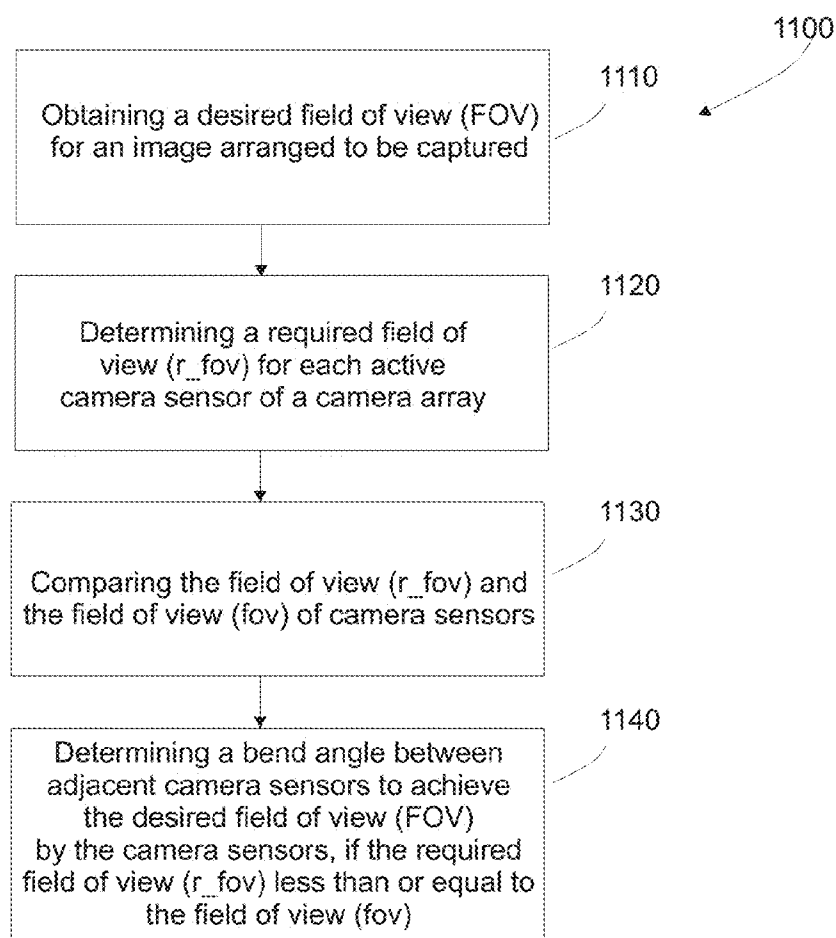 1100
1110
Obtaining a desired field of view (FOV)
for an image arranged to be captured
1120
Determining a required field of
view (r_fov) for each active
camera sensor of a camera array
1130
Comparing the field of view (r_fov) and
the field of view (fov) of camera sensors
1140
Determining a bend angle between
adjacent camera sensors to achieve
the desired field of view (FOV)
by the camera sensors, if the required
field of view (r_fov) less than or equal to
the field of view (fov)